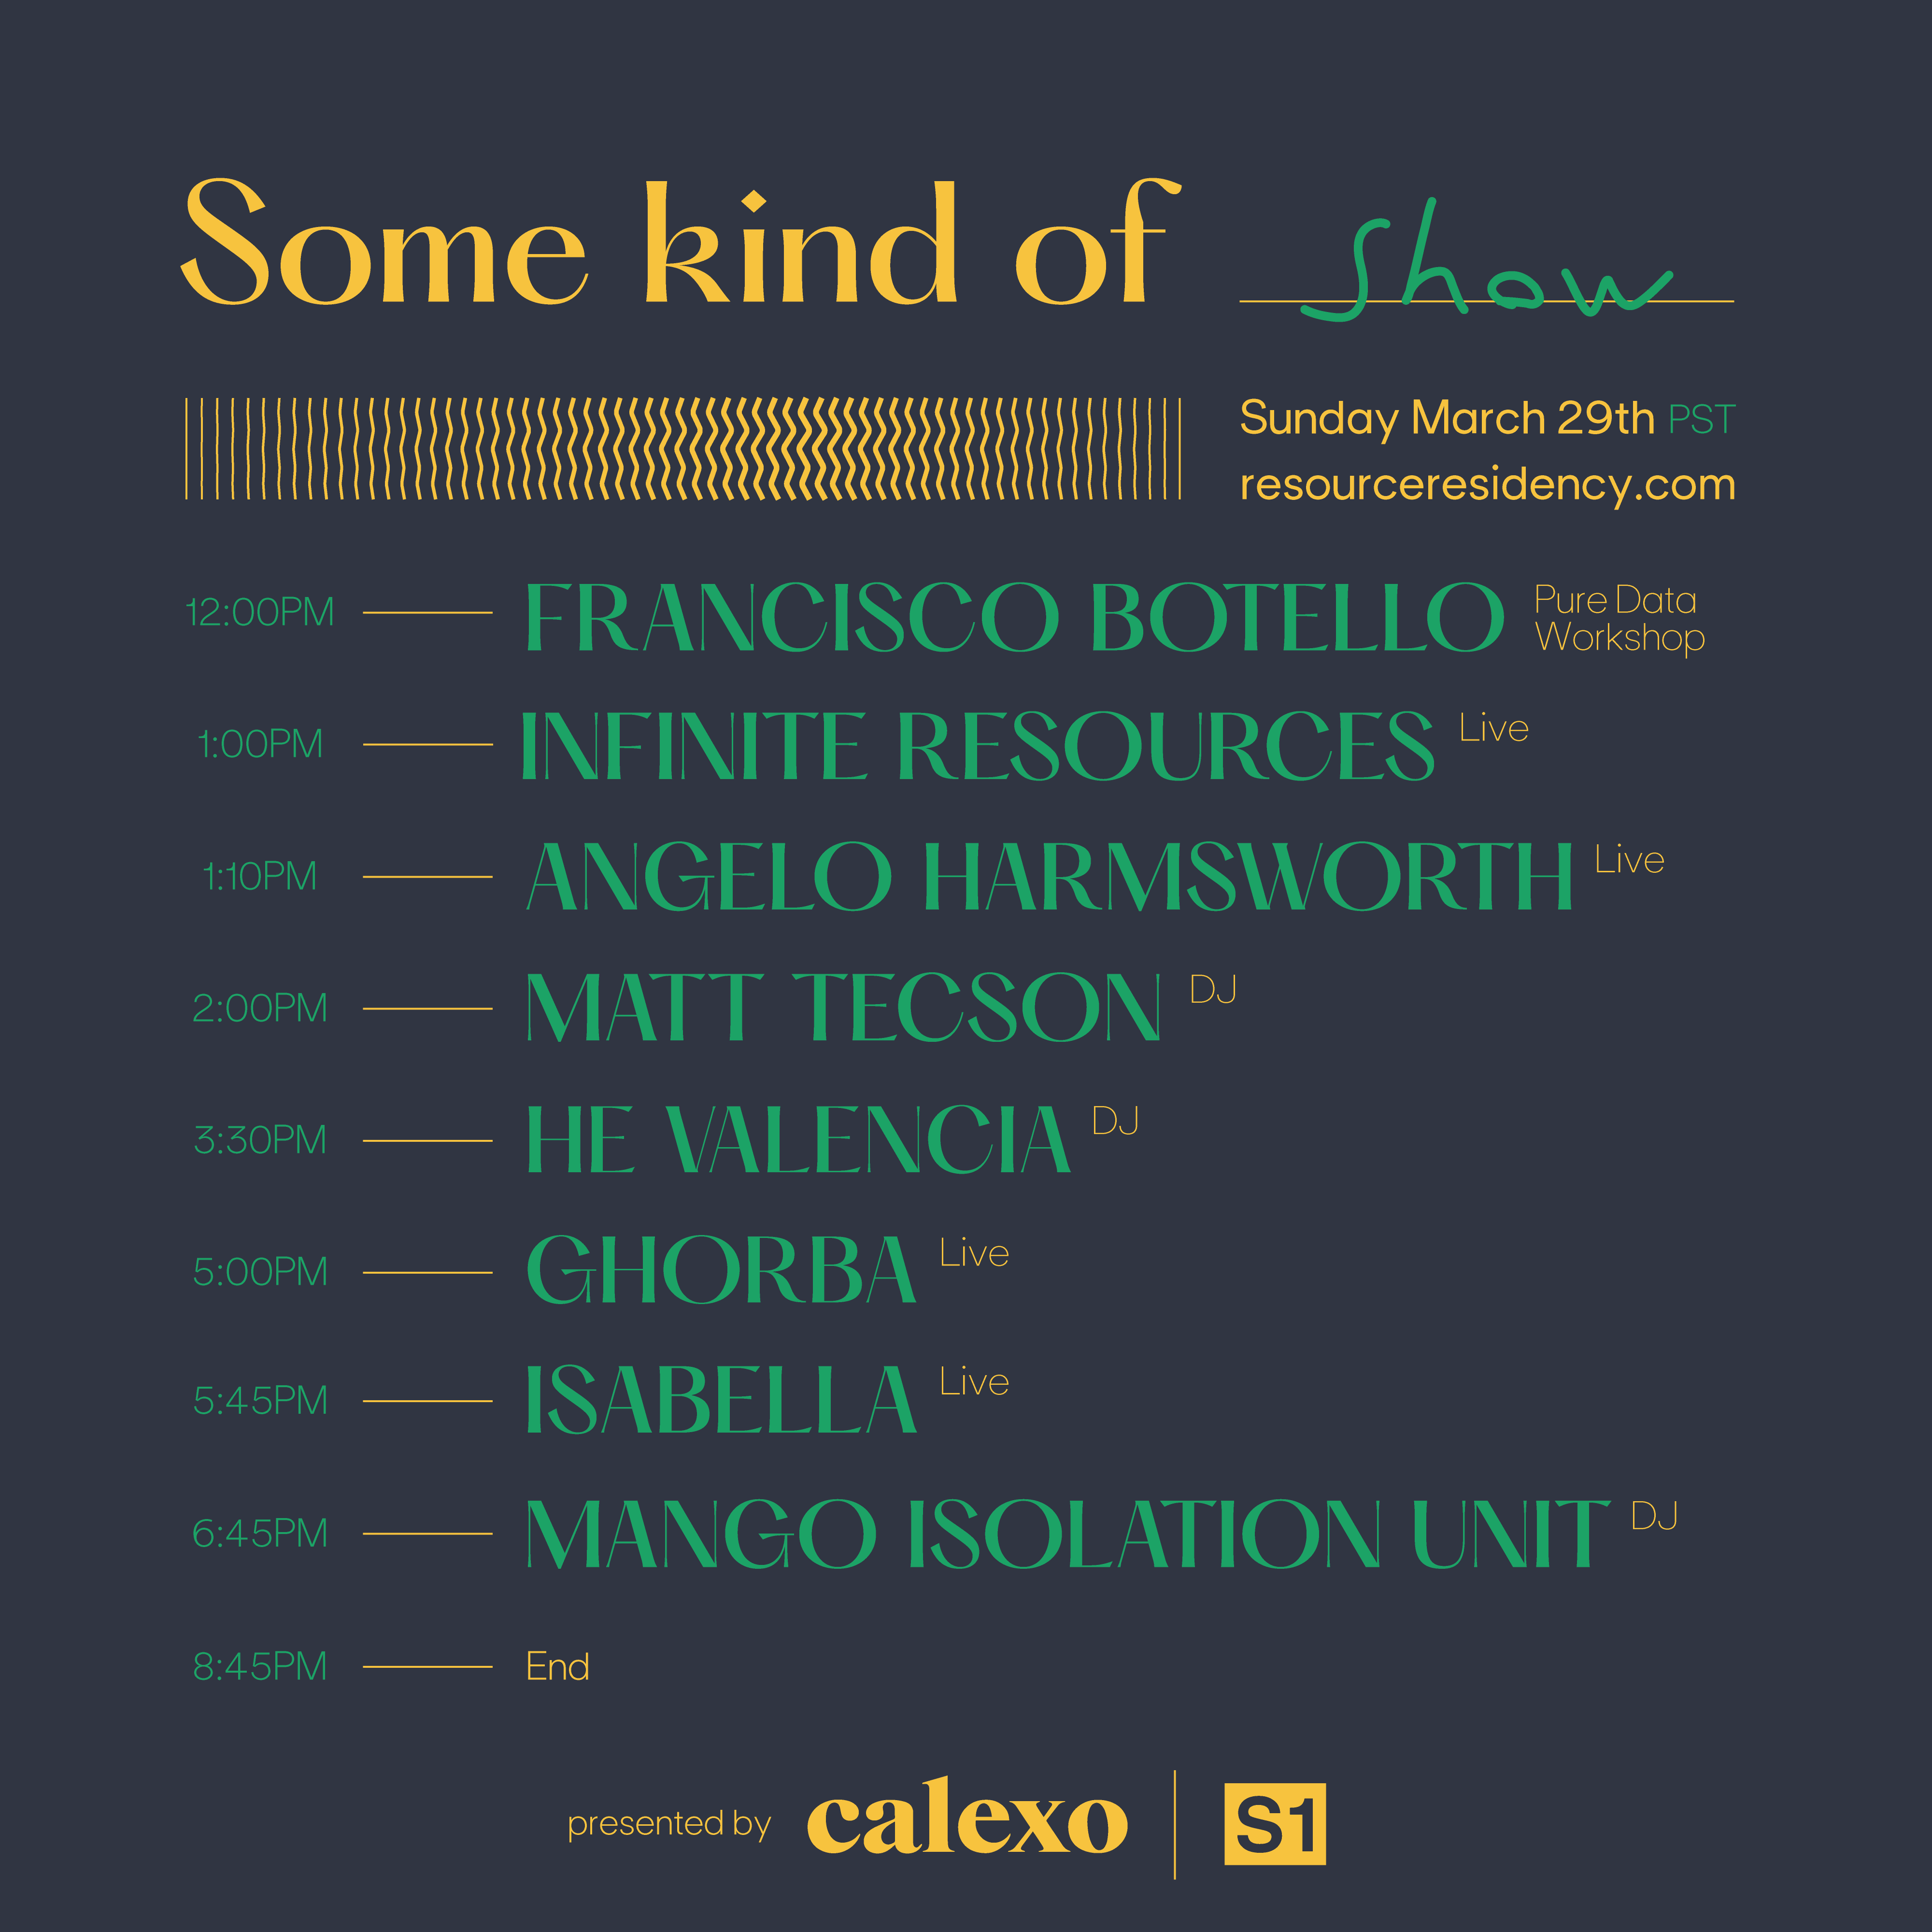 Some kind of show
Sunday March 29th PST
resourceresidency.com
12:00PM FRANCISCO BOTELLO Pure Data
Workshop
1:00PM INFINITE RESOURCES Live
1:10PM ANGELO HARMSWORTH Live
2:00PM MATT TECSON DJ
3:30PM HE VALENCIA DJ
5:00PM GHORBA Live
5:45PM ISABELLA Live
6:45PM MANGO ISOLATION UNIT DJ
8:45PM End
presented by calexo S1